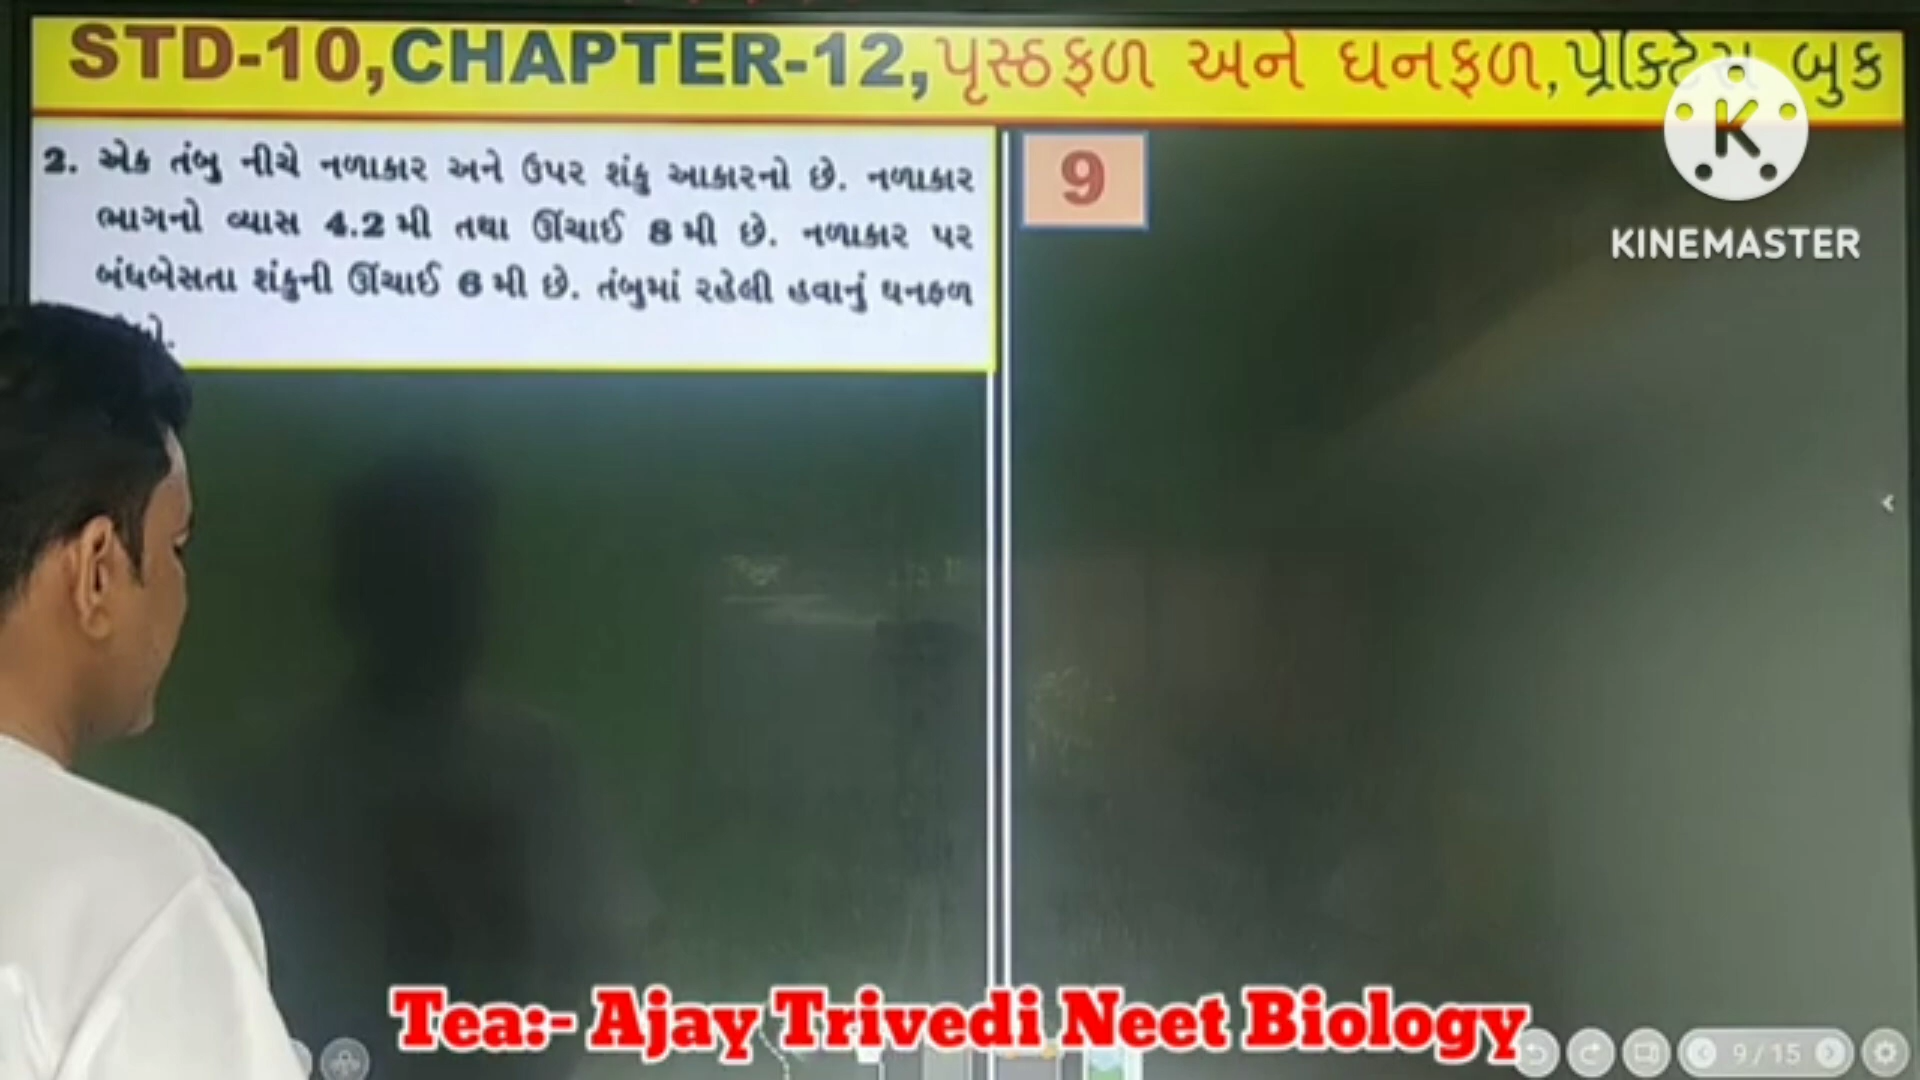 STD-10,CHAPTER-12,પૃસ્ઠફળ અને ઘનફળ,પ્રેક્ટિસ બુક
2. એક તંબુ નીચે નળાકાર અને ઉપર શંકુ આકારનો છે. નળાકાર
ભાગનો વ્યાસ 4.2 મી તથા ઊંચાઈ 8 મી છે. નળાકાર પર
બંધબેસતા શંકુની ઊંચાઈ 6 મી છે. તંબુમાં રહેલી હવાનું ઘનફળ
9
K
KINEMASTER
Tea:- Ajay Trivedi Neet Biology
9 / 15